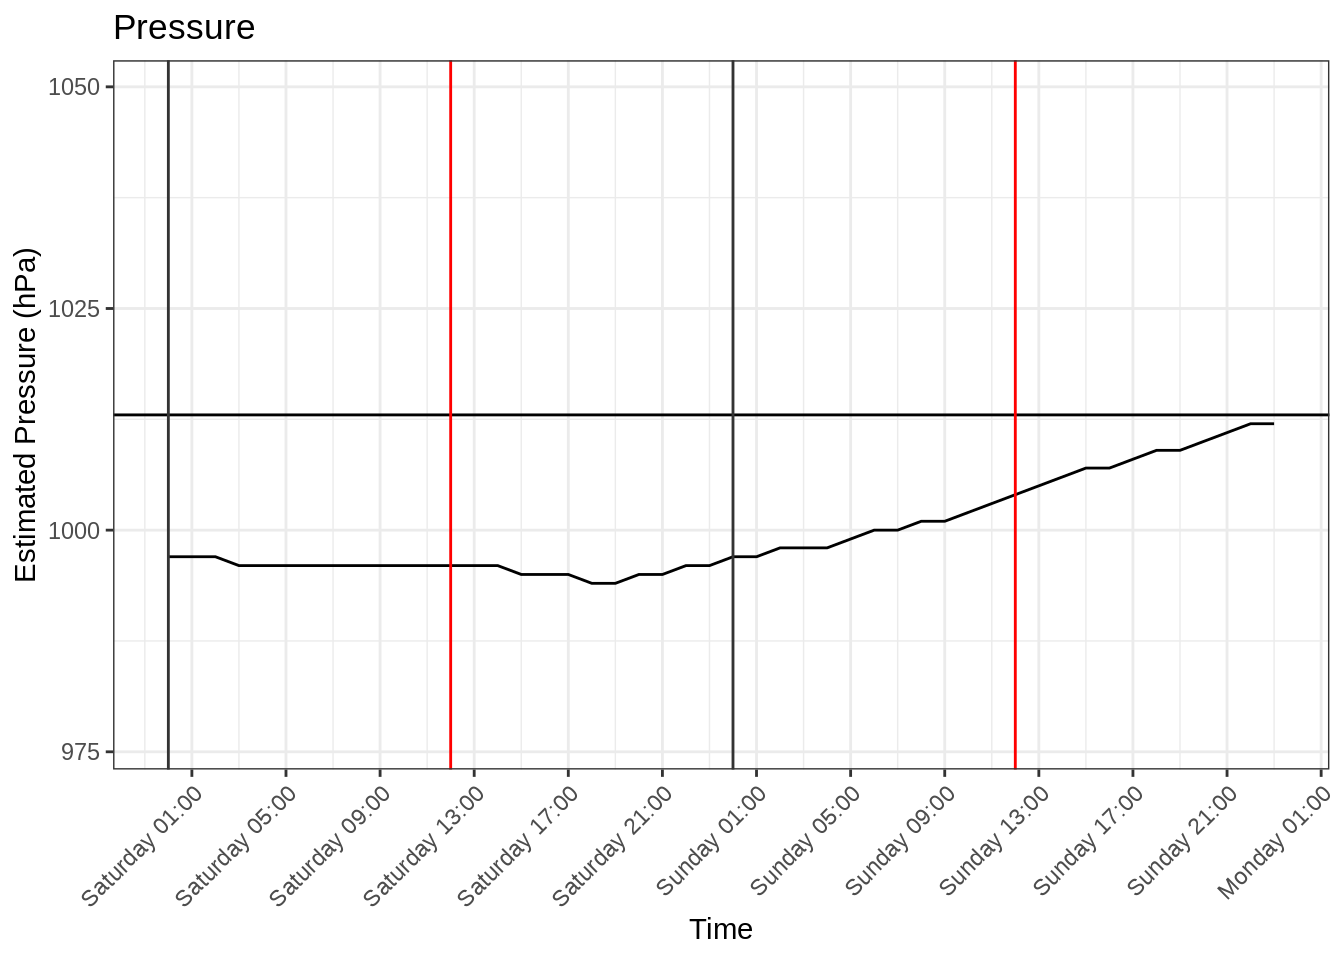 Pressure
Estimated Pressure (hPa)
1050
1025
1000
975
Saturday 01:00
Saturday 05:00
Saturday 09:00
Saturday 13:00
Saturday 17:00
Saturday 21:00
Sunday 01:00
Sunday 05:00
Sunday 09:00
Sunday 13:00
Sunday 17:00
Sunday 21:00
Monday 01:00
Time